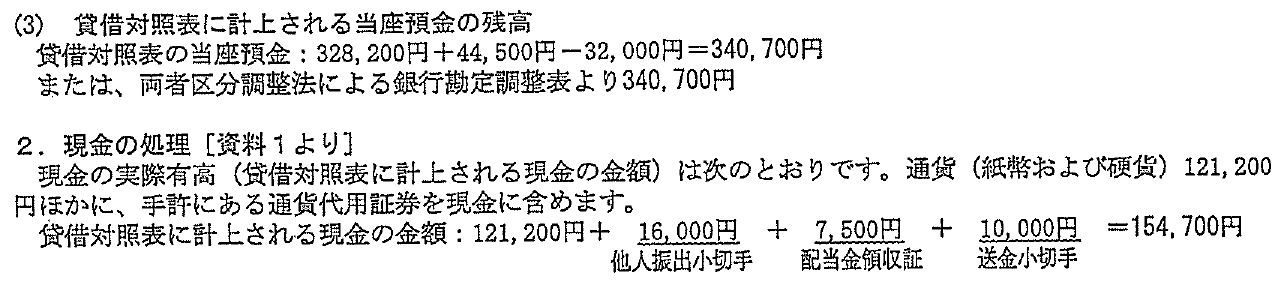 (3) 貸借対照表に計上される当座預金の残高
貸借対照表の当座預金：328,200円＋44,500円－32,000円＝340,700円
または、両者区分調整法による銀行勘定調整表より340,700円
2．現金の処理［資料1より］
現金の実際有高（貸借対照表に計上される現金の金額）は次のとおりです。通貨（紙幣および硬貨）121,200
円ほかに、手許にある通貨代用証券を現金に含めます。
貸借対照表に計上される現金の金額：121,200円＋ 16,000円 ＋ 7,500円 ＋ 10,000円 ＝154,700円
他人振出小切手 配当金領収証 送金小切手